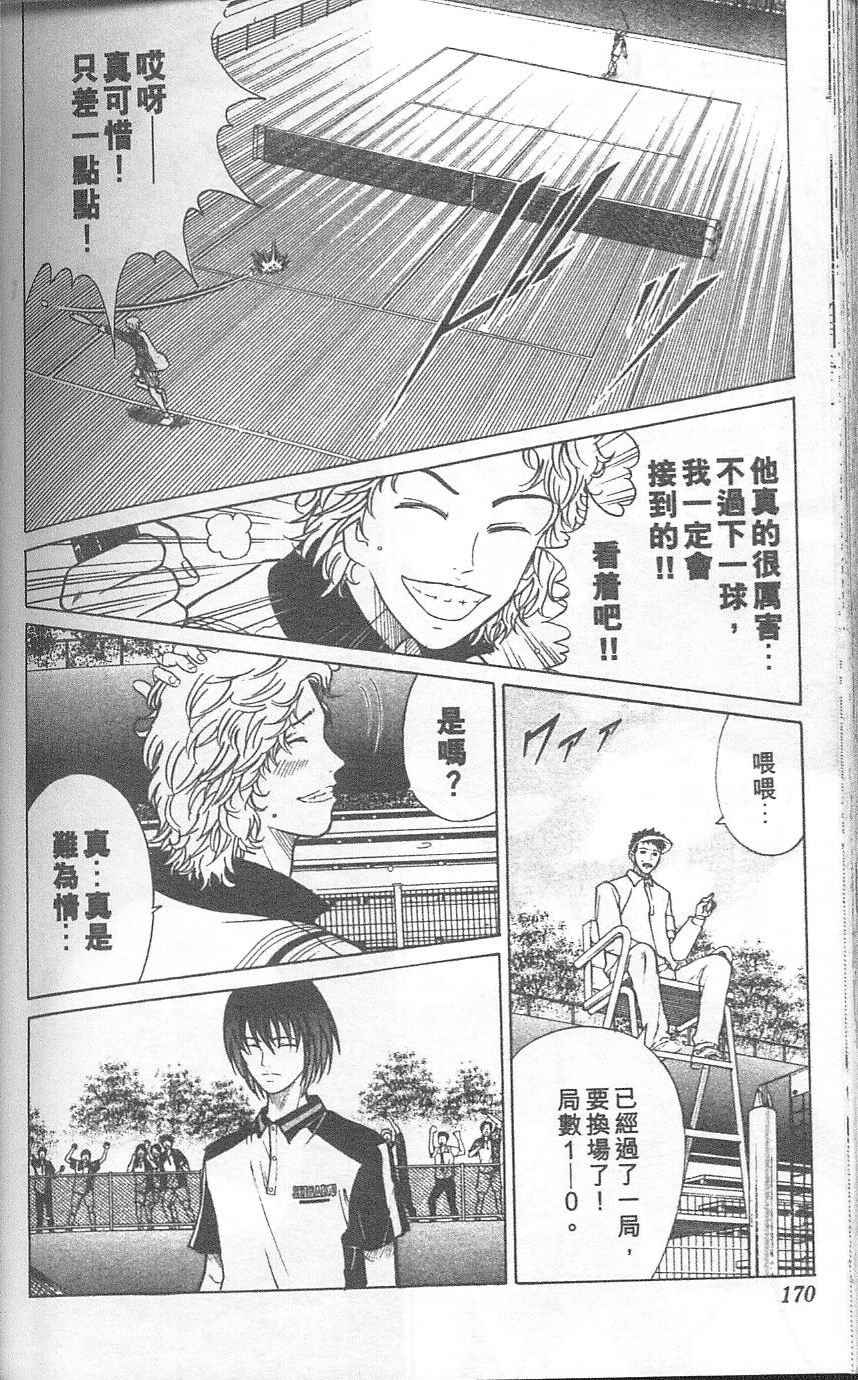 哎呀——
真可惜！
只差一點點！
他真的很厲害…
不過下一球，
我一定會
接到的!!
看着吧!!
喂喂…
ワァァ
已經過了一局，
要換場了！
局數1—0。
是嗎？
真…真是
難為情…
SEIGAKU
170